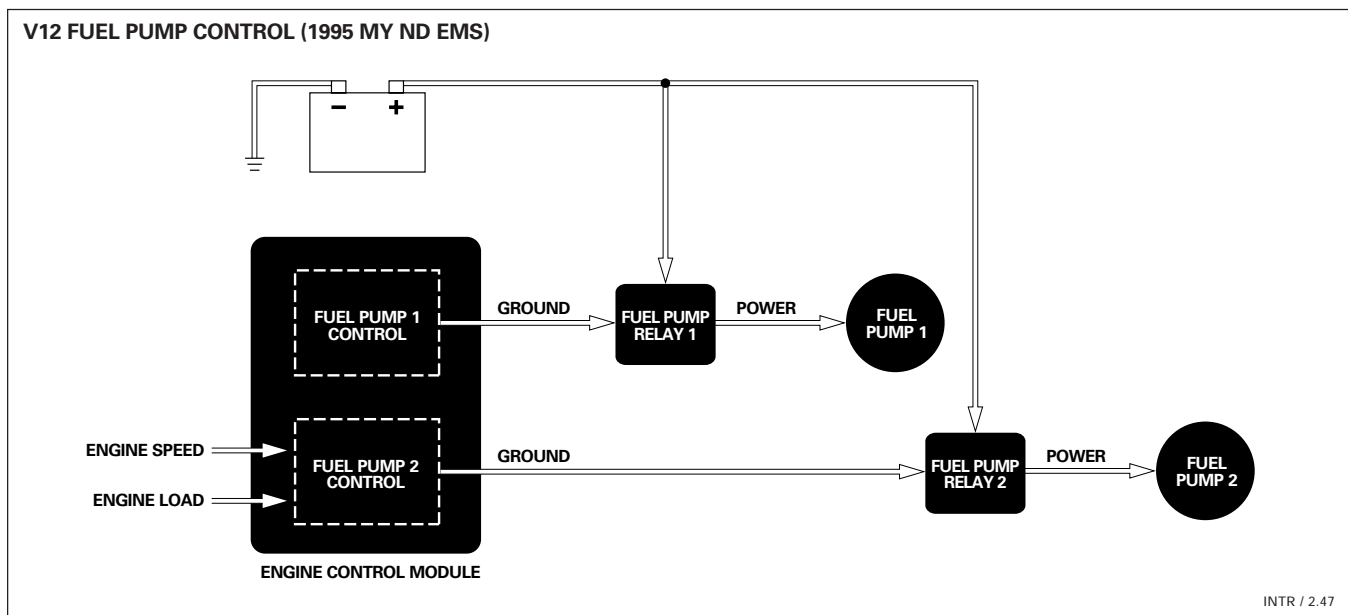 V12 FUEL PUMP CONTROL (1995 MY ND EMS)
– +
FUEL PUMP 1
CONTROL
GROUND
FUEL PUMP
RELAY 1
POWER
FUEL
PUMP 1
ENGINE SPEED
ENGINE LOAD
FUEL PUMP 2
CONTROL
GROUND
FUEL PUMP
RELAY 2
POWER
FUEL
PUMP 2
ENGINE CONTROL MODULE
INTR / 2.47